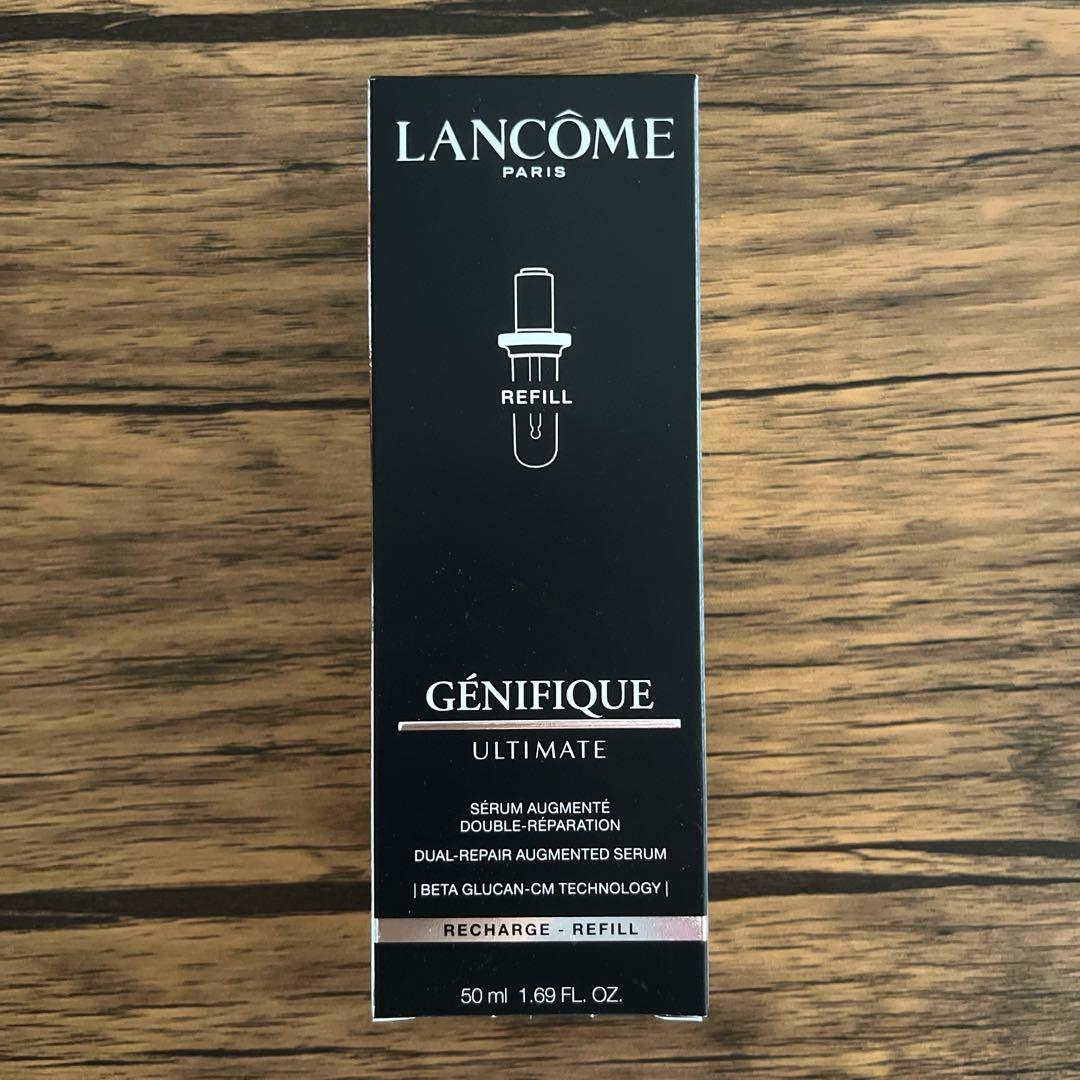 LANCÔME
PARIS
REFILL
GÉNIFIQUE
ULTIMATE
SÉRUM AUGMENTÉ
DOUBLE-RÉPARATION
DUAL-REPAIR AUGMENTED SERUM
| BETA GLUCAN-CM TECHNOLOGY |
RECHARGE - REFILL
50 ml 1.69 FL. OZ.